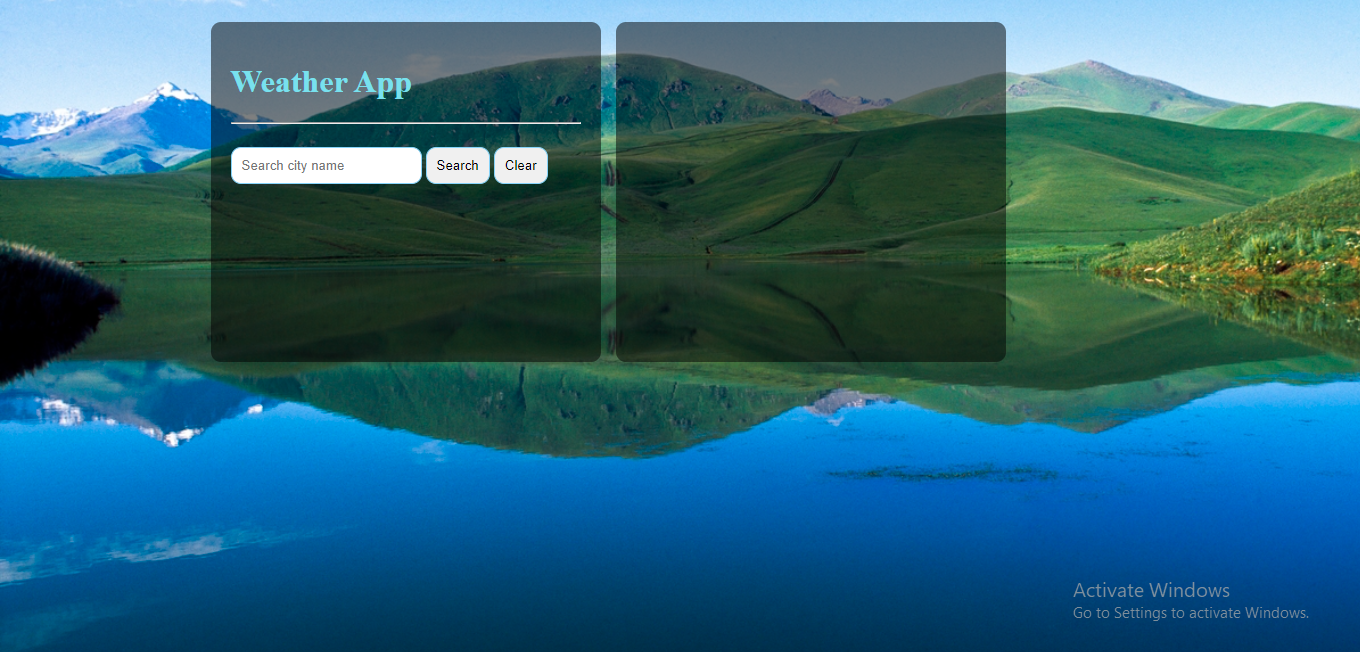 Weather App
Search city name
Search
Clear
Activate Windows
Go to Settings to activate Windows.